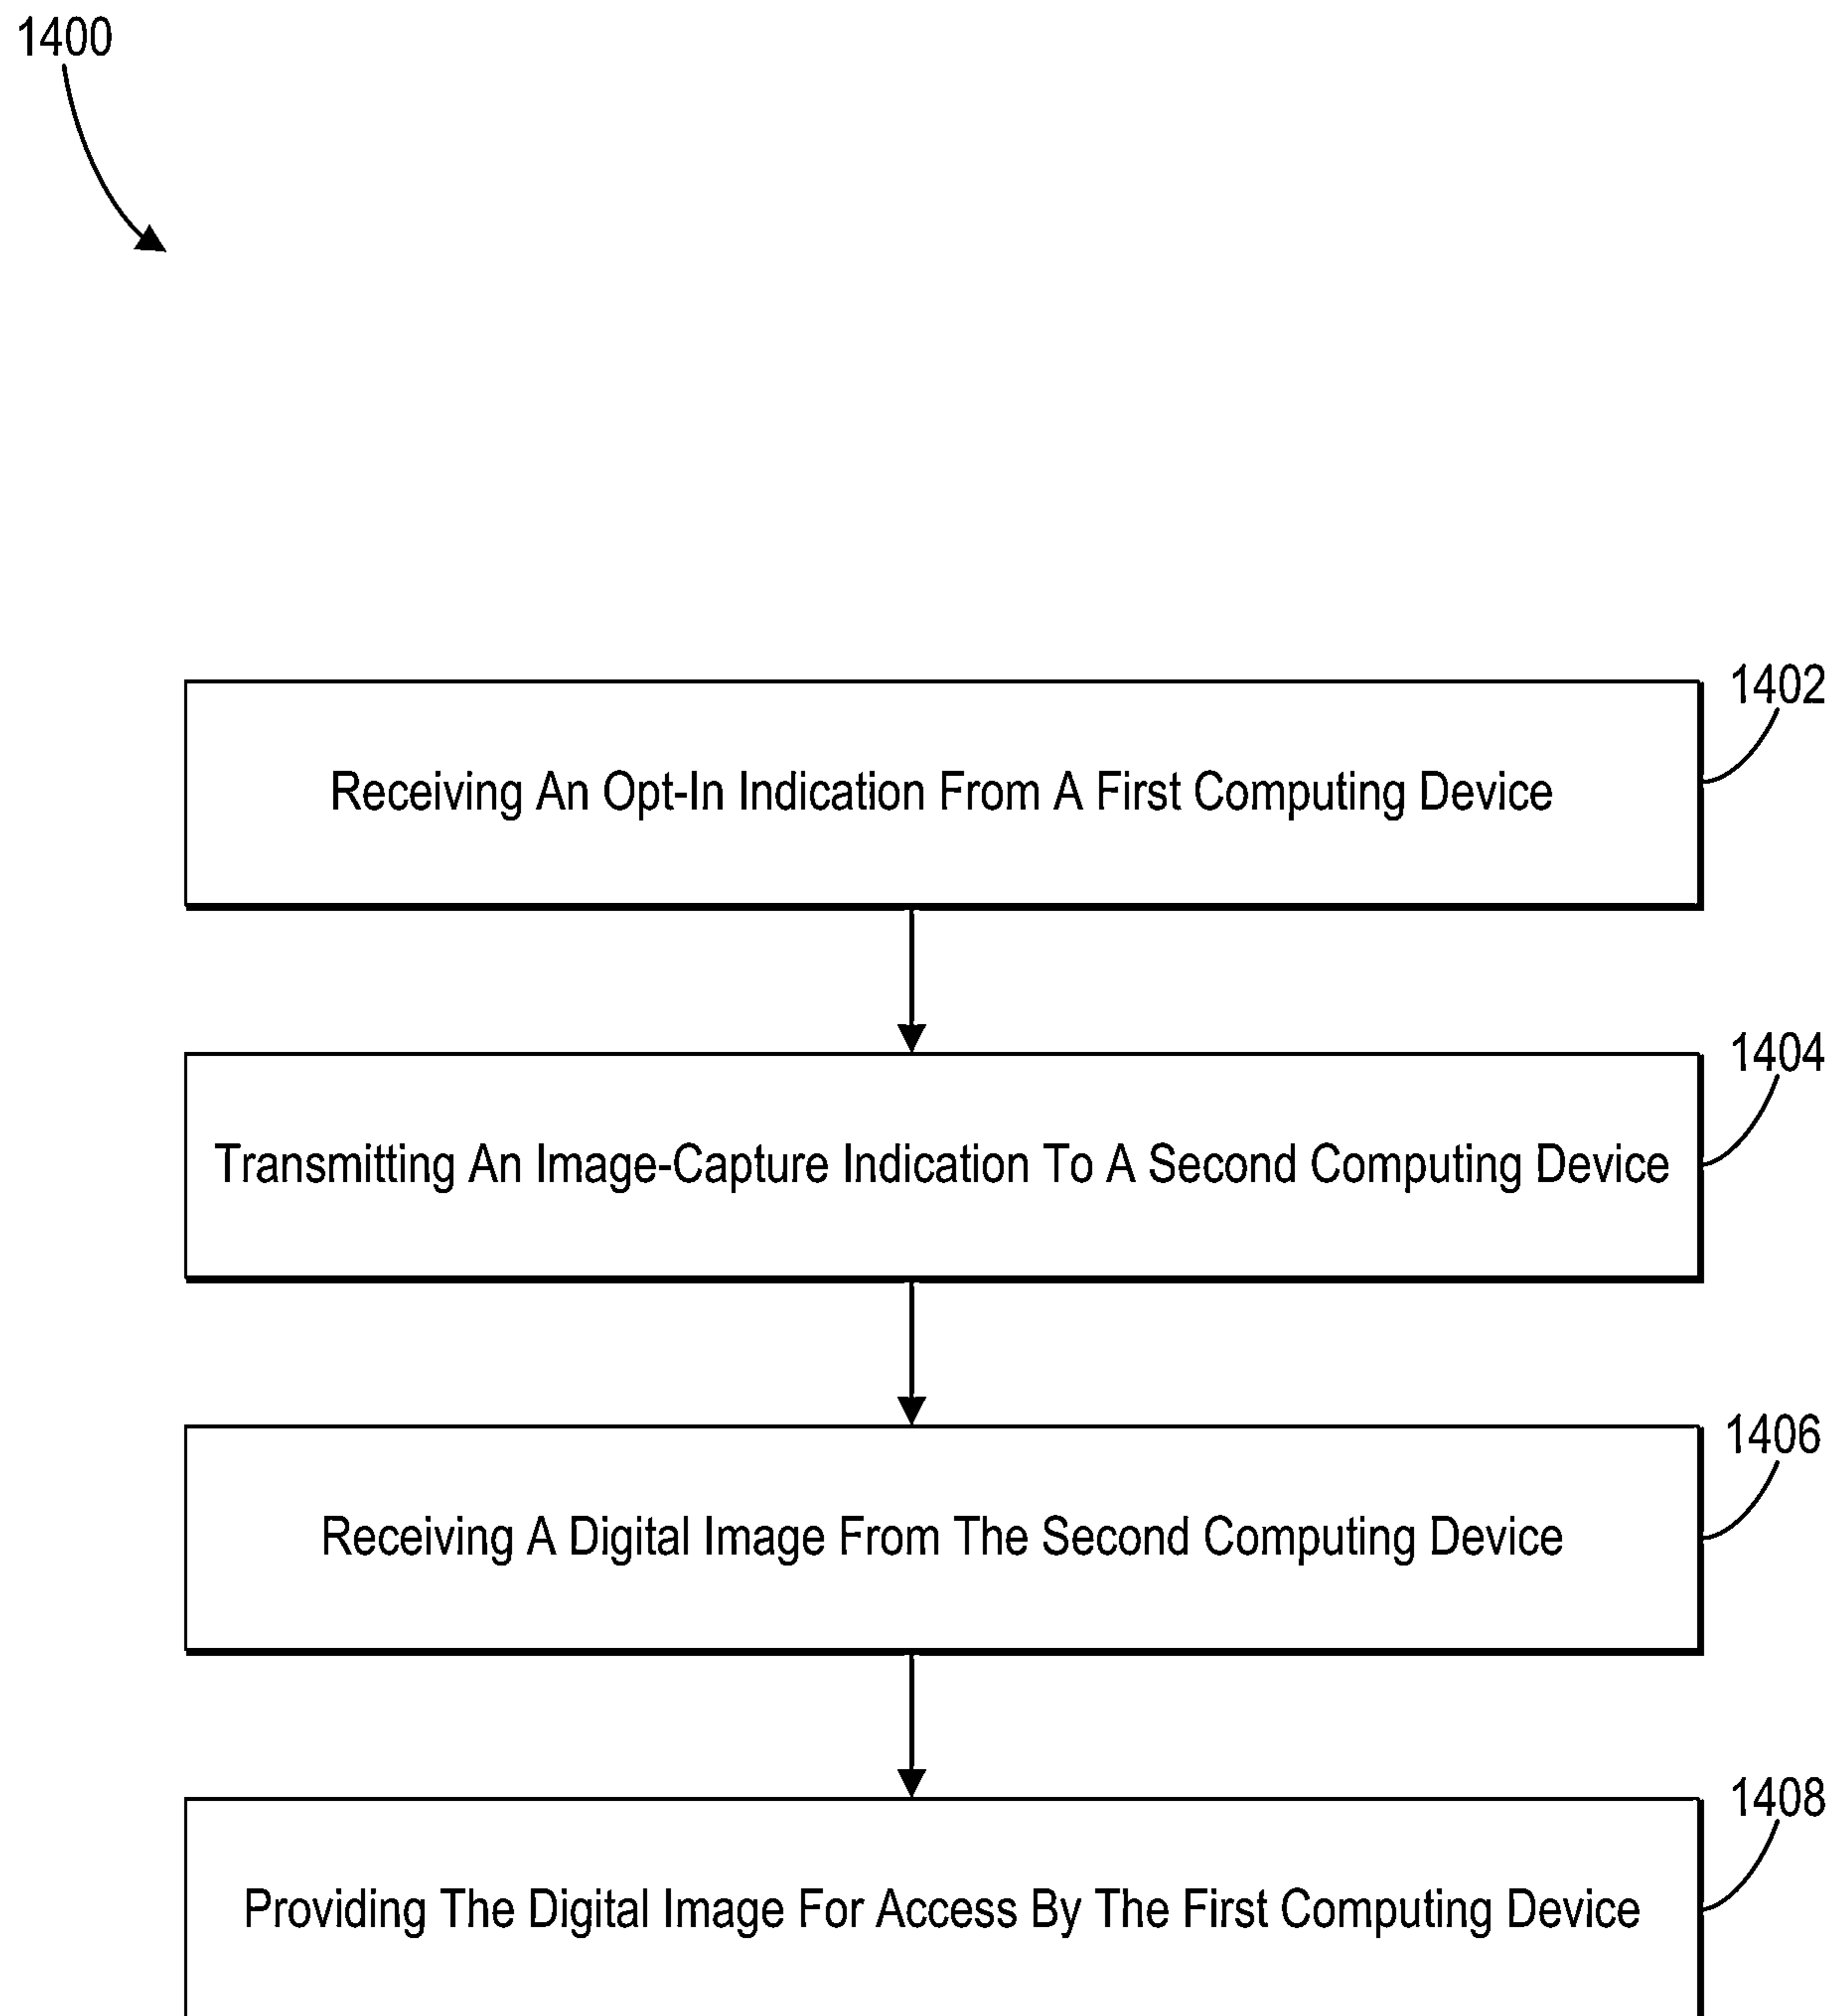 1400
1402
Receiving An Opt-In Indication From A First Computing Device
1404
Transmitting An Image-Capture Indication To A Second Computing Device
1406
Receiving A Digital Image From The Second Computing Device
1408
Providing The Digital Image For Access By The First Computing Device